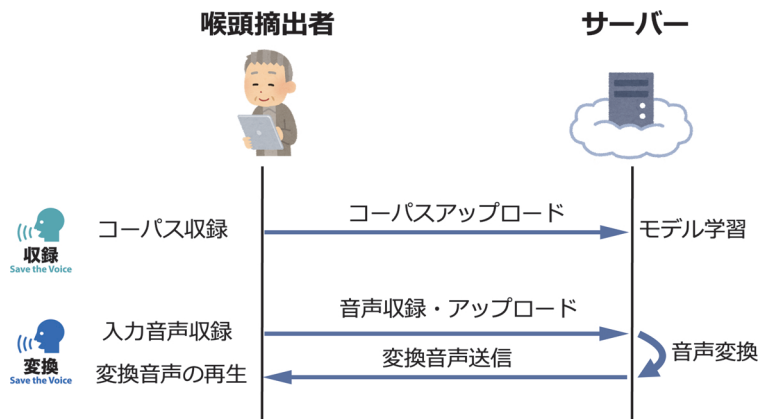 喉頭摘出者
サーバー
コーパス収録
コーパスアップロード
モデル学習
収録
Save the Voice
入力音声収録
音声収録・アップロード
音声変換
変換
Save the Voice
変換音声の再生
変換音声送信